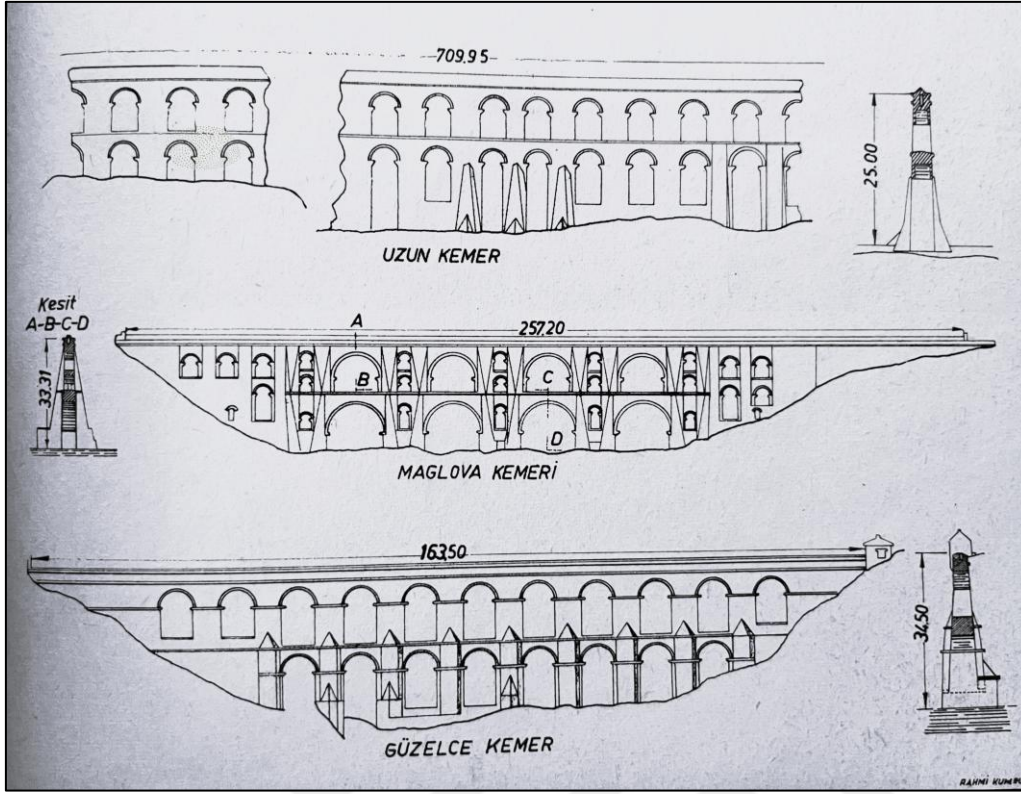 709.95
25.00
UZUN KEMER
Kesit
A-B-C-D
33.31
A
257.20
B
C
D
MAGLOVA KEMERİ
163.50
34.50
GÜZELCE KEMER
RAHMİ